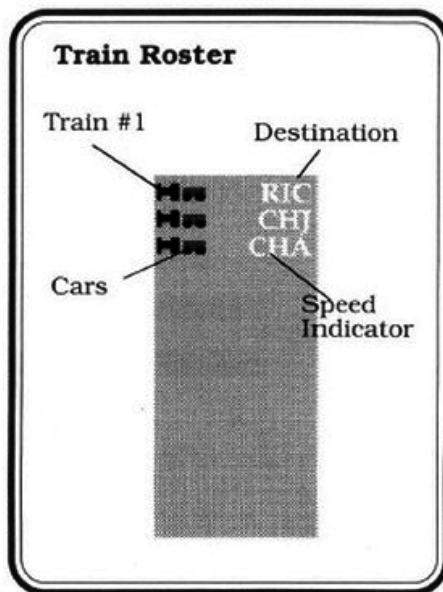 Train Roster
Train #1
Destination
RIC
CHJ
CHA
Cars
Speed
Indicator